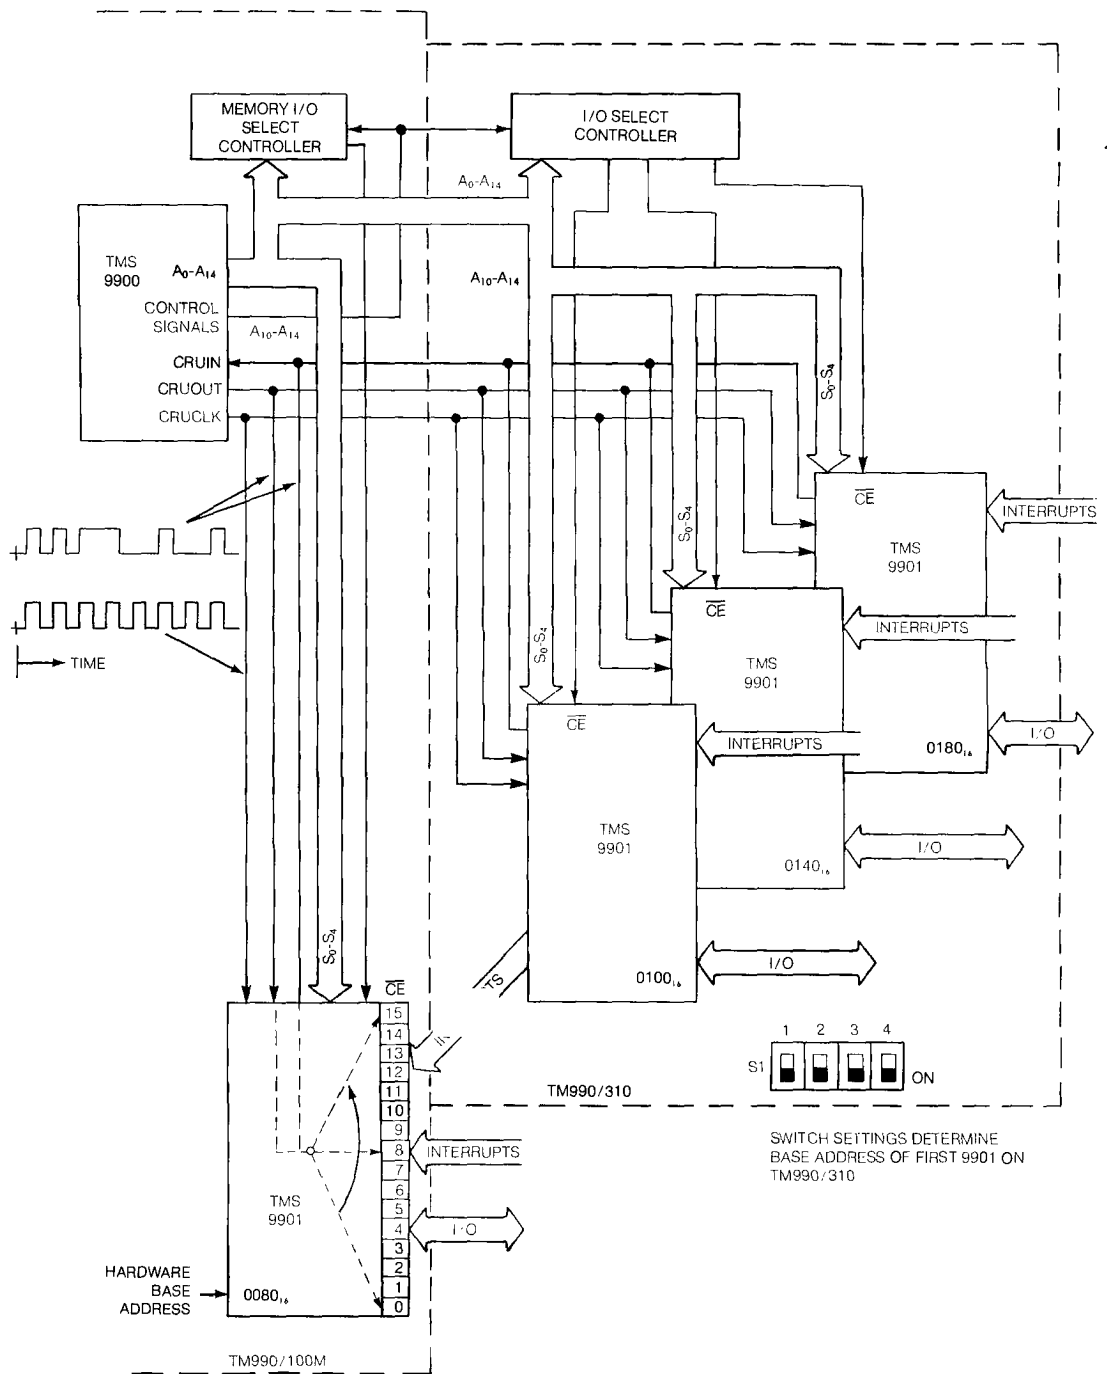 MEMORY I/O
SELECT
CONTROLLER
I/O SELECT
CONTROLLER
A₀-A₁₄
TMS
9900
A₀-A₁₄
CONTROL
SIGNALS
A₁₀-A₁₄
A₁₀-A₁₄
CRUIN
CRUOUT
CRUCLK
S₀-S₄
S₀-S₄
S₀-S₄
S₀-S₄
TIME
CE
TMS
9901
INTERRUPTS
0180₁₆
I/O
CE
TMS
9901
INTERRUPTS
0140₁₆
I/O
CE
TMS
9901
INTERRUPTS
0100₁₆
I/O
TS
CE
15
14
13
12
11
10
9
8
7
6
5
4
3
2
1
0
INTERRUPTS
I/O
TMS
9901
HARDWARE
BASE
ADDRESS
0080₁₆
TM990/100M
1 2 3 4
S1
ON
TM990/310
SWITCH SETTINGS DETERMINE
BASE ADDRESS OF FIRST 9901 ON
TM990/310